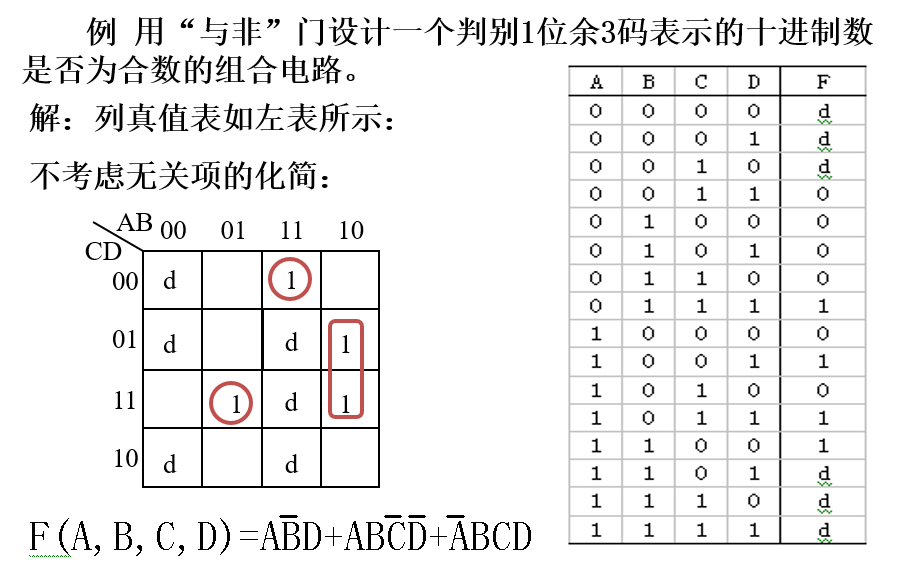 例 用“与非”门设计一个判别1位余3码表示的十进制数
是否为合数的组合电路。
解：列真值表如左表所示：
不考虑无关项的化简：
AB 00 01 11 10
CD
00 d 1
01 d d 1
11 1 d 1
10 d d
F(A,B,C,D)=AB̅D+ABC̅D̅+A̅BCD
A B C D F
0 0 0 0 d
0 0 0 1 d
0 0 1 0 d
0 0 1 1 0
0 1 0 0 0
0 1 0 1 0
0 1 1 0 0
0 1 1 1 1
1 0 0 0 0
1 0 0 1 1
1 0 1 0 0
1 0 1 1 1
1 1 0 0 1
1 1 0 1 d
1 1 1 0 d
1 1 1 1 d